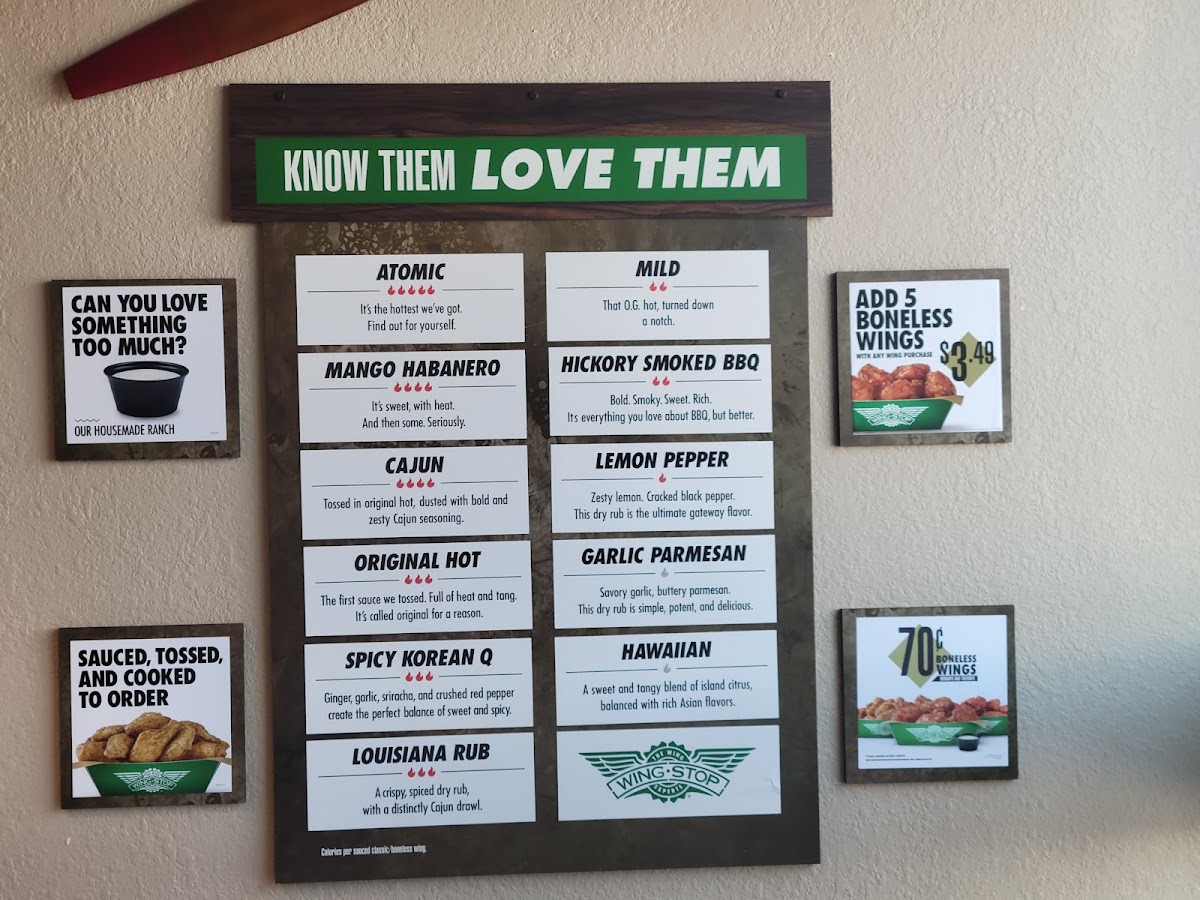 KNOW THEM LOVE THEM
CAN YOU LOVE
SOMETHING
TOO MUCH?
OUR HOUSEMADE RANCH
SAUCED, TOSSED,
AND COOKED
TO ORDER
WING-STOP
ATOMIC
It's the hottest we've got.
Find out for yourself.
MANGO HABANERO
It's sweet, with heat.
And then some. Seriously.
CAJUN
Tossed in original hot, dusted with bold and
zesty Cajun seasoning.
ORIGINAL HOT
The first sauce we tossed. Full of heat and tang.
It's called original for a reason.
SPICY KOREAN Q
Ginger, garlic, sriracha, and crushed red pepper
create the perfect balance of sweet and spicy.
LOUISIANA RUB
A crispy, spiced dry rub,
with a distinctly Cajun drawl.
Calories per sauced classic/boneless wing.
MILD
That O.G. hot, turned down
a notch.
HICKORY SMOKED BBQ
Bold. Smoky. Sweet. Rich.
It's everything you love about BBQ, but better.
LEMON PEPPER
Zesty lemon. Cracked black pepper.
This dry rub is the ultimate gateway flavor.
GARLIC PARMESAN
Savory garlic, buttery parmesan.
This dry rub is simple, potent, and delicious.
HAWAIIAN
A sweet and tangy blend of island citrus,
balanced with rich Asian flavors.
THE WING
WING-STOP
EXPERTS
ADD 5
BONELESS
WINGS
WITH ANY WING PURCHASE
$3.49
WING-STOP
70¢
BONELESS
WINGS